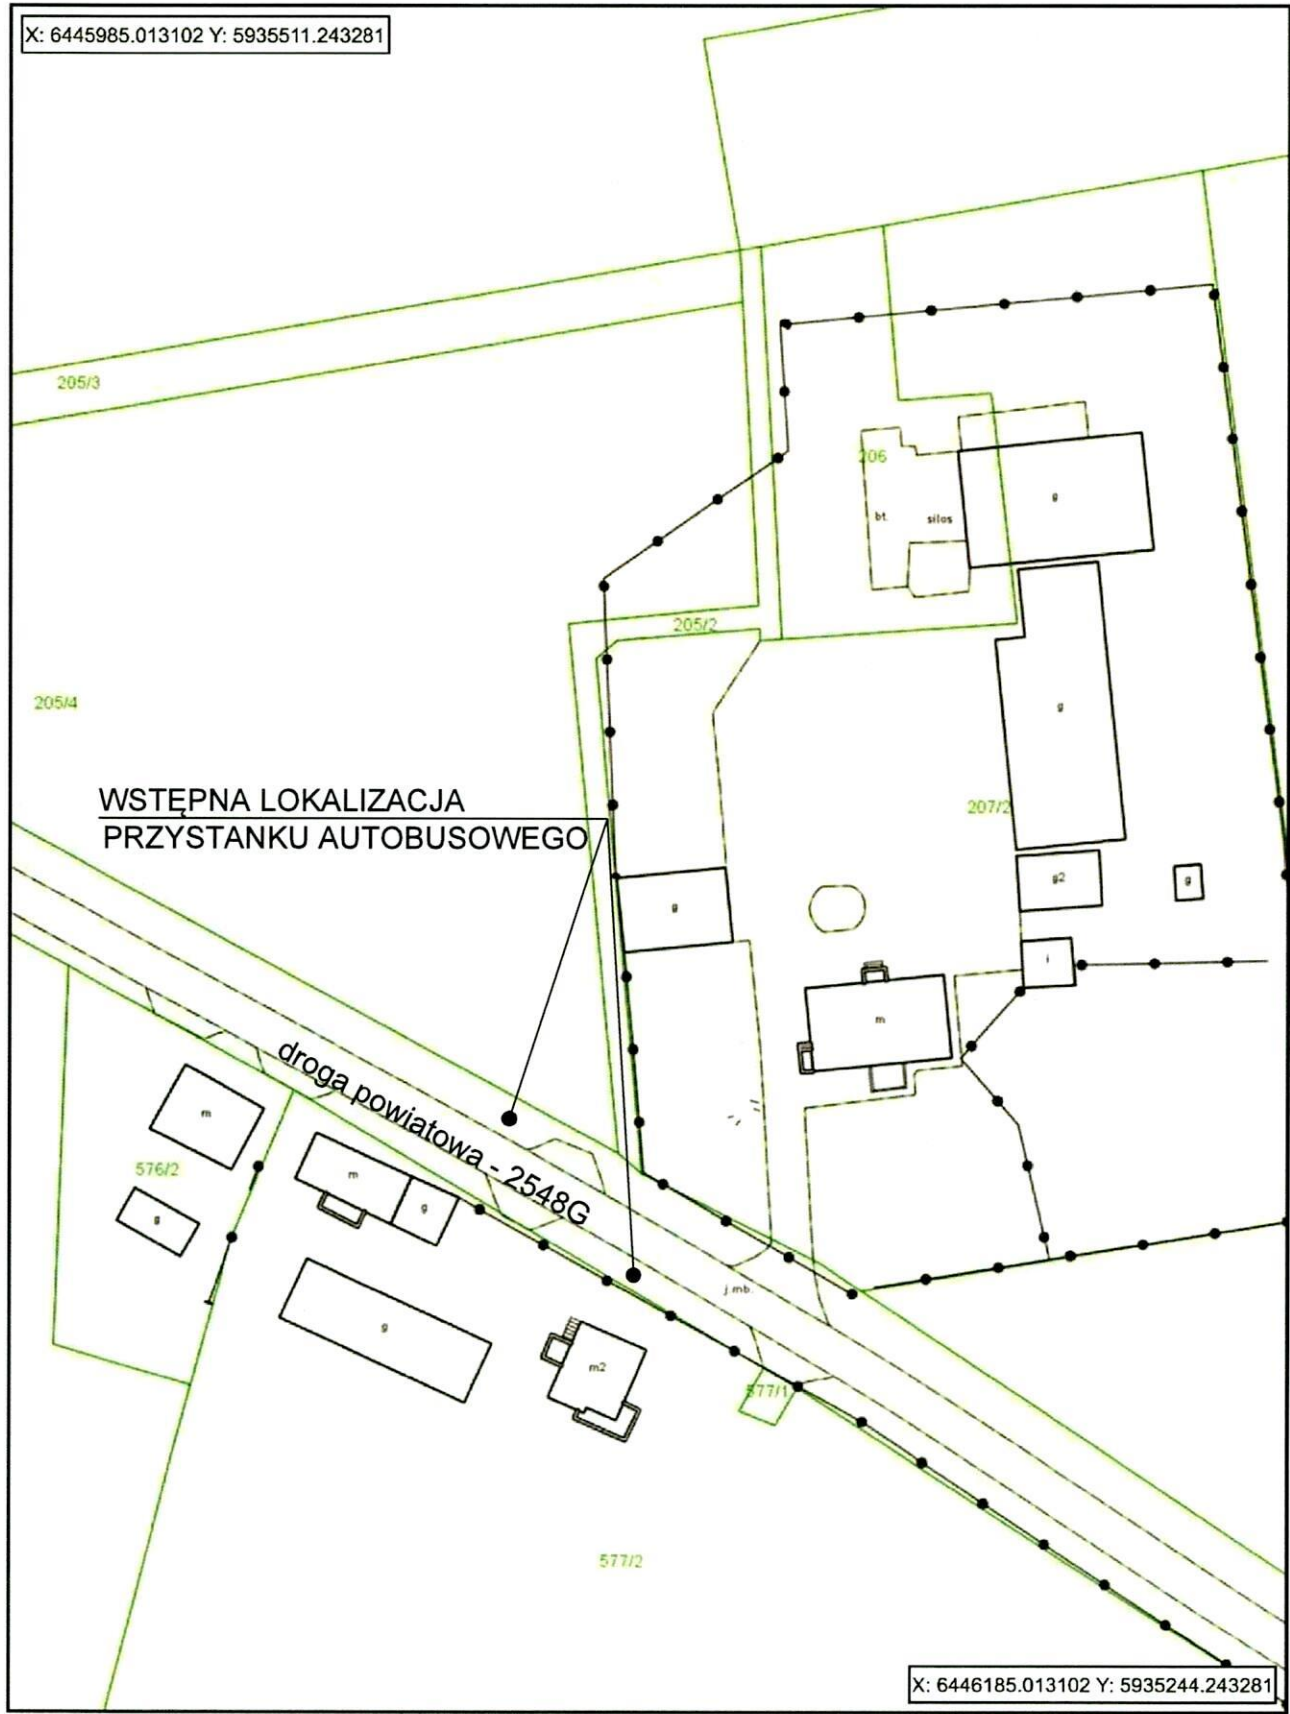 X: 6445985.013102 Y: 5935511.243281
205/3
206
g
bt.
silos
205/2
205/4
g
WSTĘPNA LOKALIZACJA
PRZYSTANKU AUTOBUSOWEGO
207/2
g2
g
g
i
m
droga powiatowa - 2548G
m
576/2
m
g
g
j.mb.
g
m2
577/1
577/2
X: 6446185.013102 Y: 5935244.243281